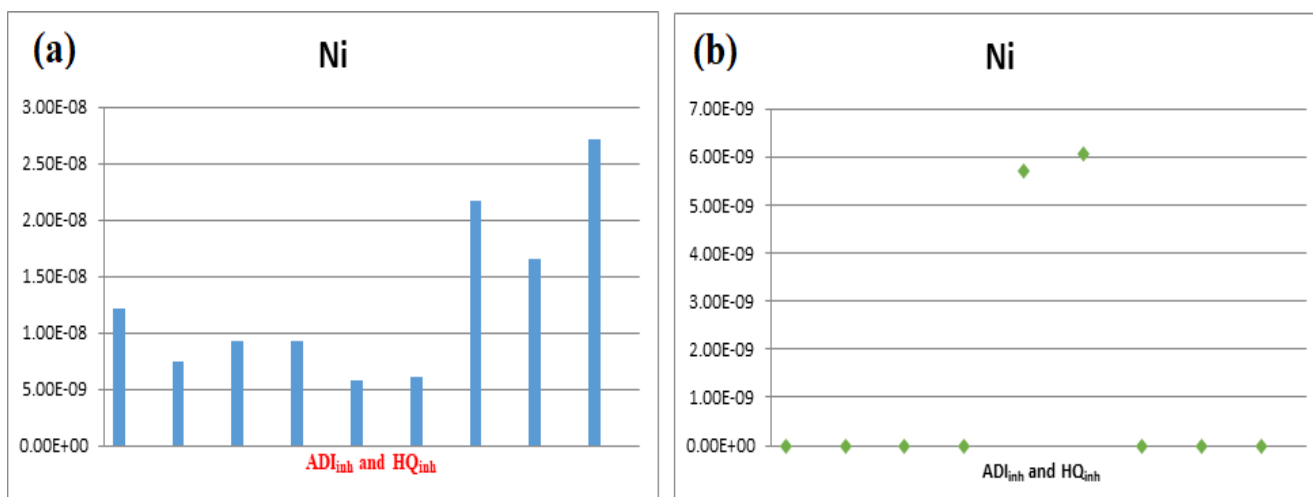 (a)
Ni
3.00E-08
2.50E-08
2.00E-08
1.50E-08
1.00E-08
5.00E-09
0.00E+00
ADIinh and HQinh
(b)
Ni
7.00E-09
6.00E-09
5.00E-09
4.00E-09
3.00E-09
2.00E-09
1.00E-09
0.00E+00
ADIinh and HQinh